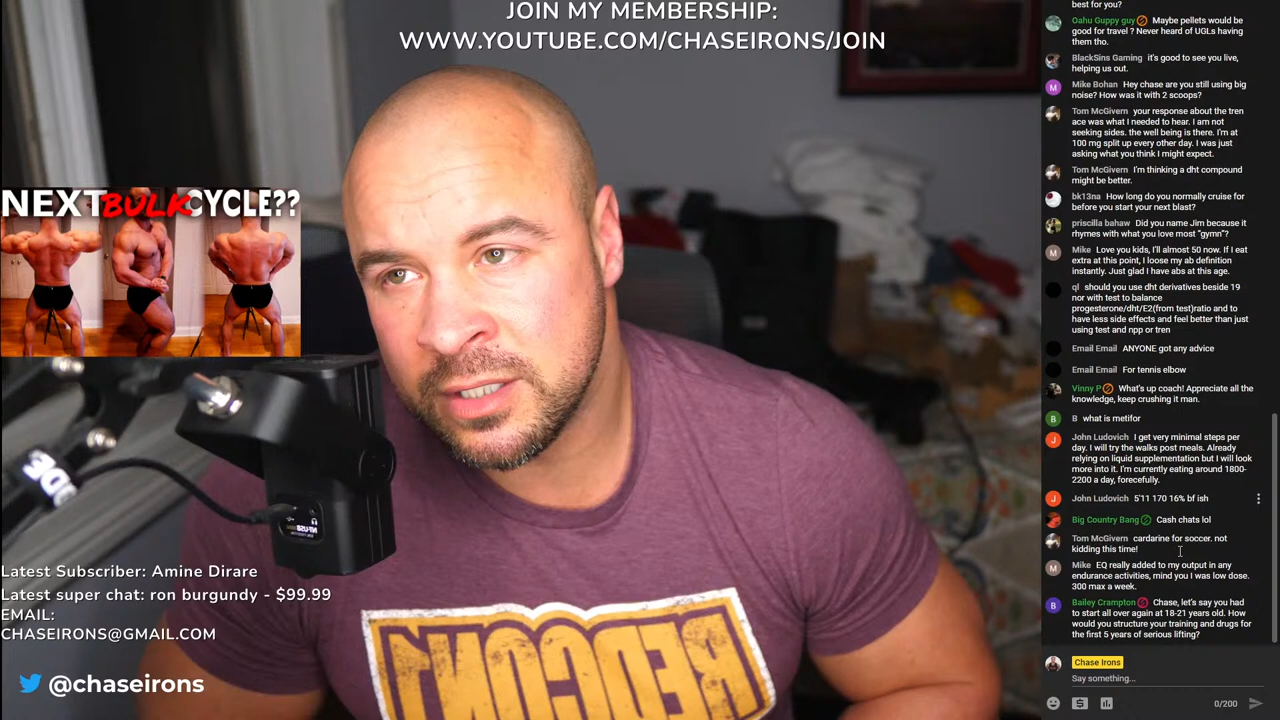 JOIN MY MEMBERSHIP:
WWW.YOUTUBE.COM/CHASEIRONS/JOIN
NEXT BULK CYCLE??
Latest Subscriber: Amine Dirare
Latest super chat: ron burgundy - $99.99
EMAIL:
CHASEIRONS@GMAIL.COM
@chaseirons
REDCON
best for you?
Oahu Guppy guy Maybe pellets would be
good for travel ? Never heard of UGLs having
them tho.
BlackSins Gaming it's good to see you live,
helping us out.
M
Mike Bohan Hey chase are you still using big
noise? How was it with 2 scoops?
Tom McGivern your response about the tren
ace was what I needed to hear. I am not
seeking sides. the well being is there. I'm at
100 mg split up every other day. I was just
asking what you think I might expect.
Tom McGivern I'm thinking a dht compound
might be better.
bk13na How long do you normally cruise for
before you start your next blast?
priscilla bahaw Did you name Jim because it
rhymes with what you love most "gymn"?
M
Mike Love you kids, I'll almost 50 now. If I eat
extra at this point, I loose my ab definition
instantly. Just glad I have abs at this age.
ql should you use dht derivatives beside 19
nor with test to balance
progesterone/dht/E2(from test)ratio and to
have less side effects and feel better than just
using test and npp or tren
Email Email ANYONE got any advice
Email Email For tennis elbow
Vinny P What's up coach! Appreciate all the
knowledge, keep crushing it man.
B
B what is metifor
J
John Ludovich I get very minimal steps per
day. I will try the walks post meals. Already
relying on liquid supplementation but I will look
more into it. I'm currently eating around 1800-
2200 a day, forecefully.
J
John Ludovich 5'11 170 16% bf ish
Big Country Bang Cash chats lol
Tom McGivern cardarine for soccer. not
kidding this time!
M
Mike EQ really added to my output in any
endurance activities, mind you I was low dose.
300 max a week.
B
Bailey Crampton Chase, let's say you had
to start all over again at 18-21 years old. How
would you structure your training and drugs for
the first 5 years of serious lifting?
Chase Irons
Say something...
0/200